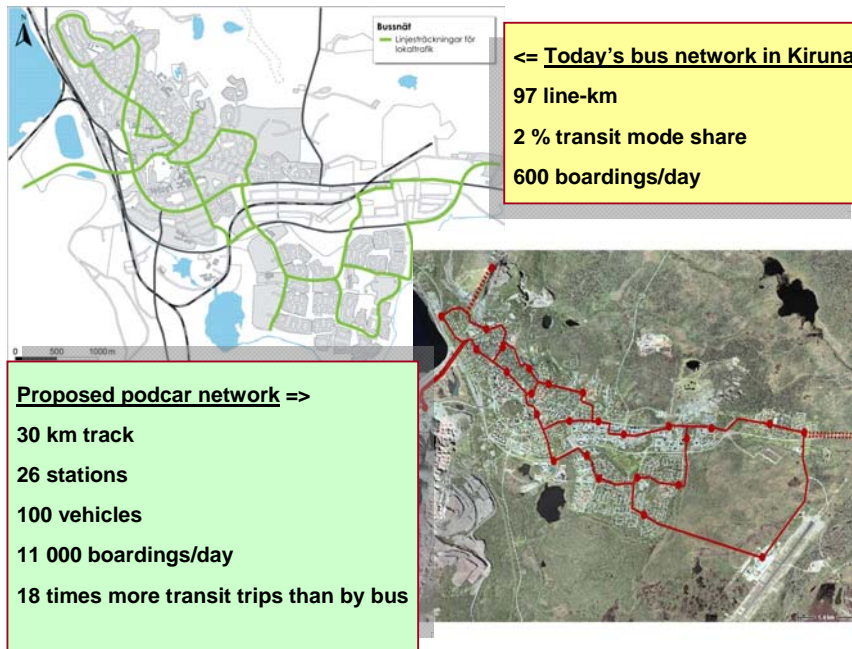 N
Bussnät
Linjesträckningar för
lokaltrafik
0 500 1000 m
<= Today's bus network in Kiruna
97 line-km
2 % transit mode share
600 boardings/day
Proposed podcar network =>
30 km track
26 stations
100 vehicles
11 000 boardings/day
18 times more transit trips than by bus